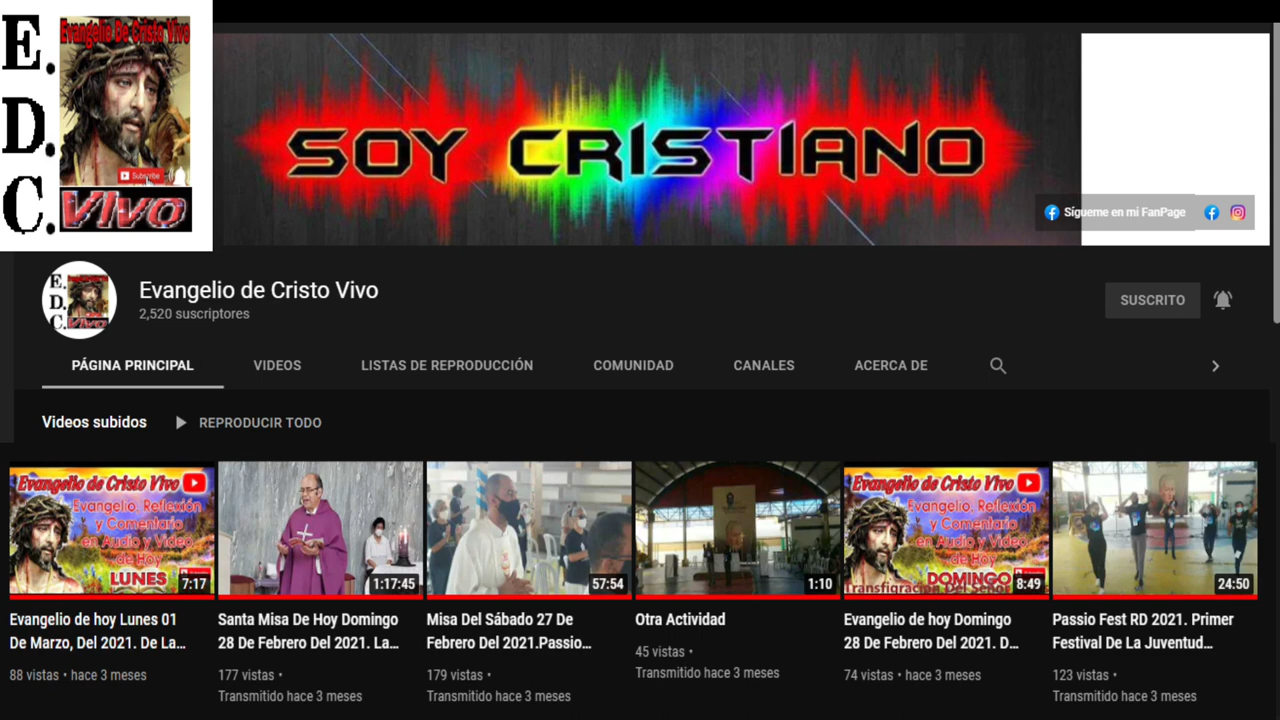 E.
D.
C.
Evangelio De Cristo Vivo
Subscribe
Vivo
SOY CRISTIANO
Sígueme en mi FanPage
E.
D.
C.
Vivo
Evangelio de Cristo Vivo
2,520 suscriptores
SUSCRITO
PÁGINA PRINCIPAL
VIDEOS
LISTAS DE REPRODUCCIÓN
COMUNIDAD
CANALES
ACERCA DE
Videos subidos
REPRODUCIR TODO
Evangelio de Cristo Vivo
Evangelio, Reflexión
y Comentario
en Audio y Video
de Hoy
LUNES
7:17
1:17:45
57:54
1:10
Evangelio de Cristo Vivo
Evangelio, Reflexión
y Comentario
en Audio y Video
de Hoy
DOMINGO
Transfigración Del Señor
8:49
24:50
Evangelio de hoy Lunes 01
De Marzo, Del 2021. De La...
88 vistas • hace 3 meses
Santa Misa De Hoy Domingo
28 De Febrero Del 2021. La...
177 vistas •
Transmitido hace 3 meses
Misa Del Sábado 27 De
Febrero Del 2021.Passio...
179 vistas •
Transmitido hace 3 meses
Otra Actividad
45 vistas •
Transmitido hace 3 meses
Evangelio de hoy Domingo
28 De Febrero Del 2021. D...
74 vistas • hace 3 meses
Passio Fest RD 2021. Primer
Festival De La Juventud...
123 vistas •
Transmitido hace 3 meses